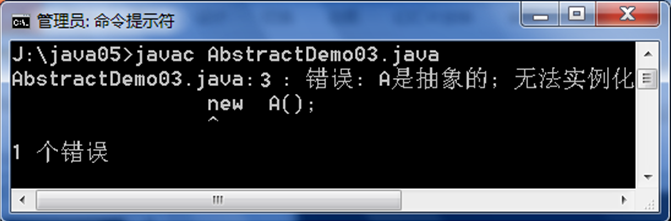 管理员: 命令提示符
J:\java05>javac AbstractDemo03.java
AbstractDemo03.java:3 : 错误: A是抽象的; 无法实例化
new A();
^
1 个错误